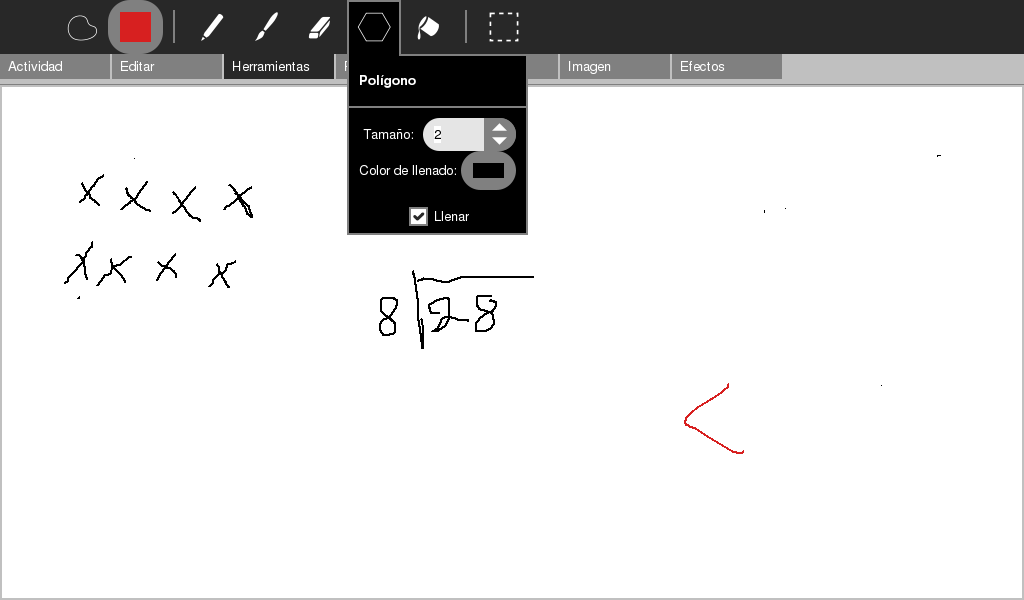 Actividad Editar Herramientas Imagen Efectos
Polígono
Tamaño: 2
Color de llenado:
Llenar
x x x x
x x x x
8 28
<